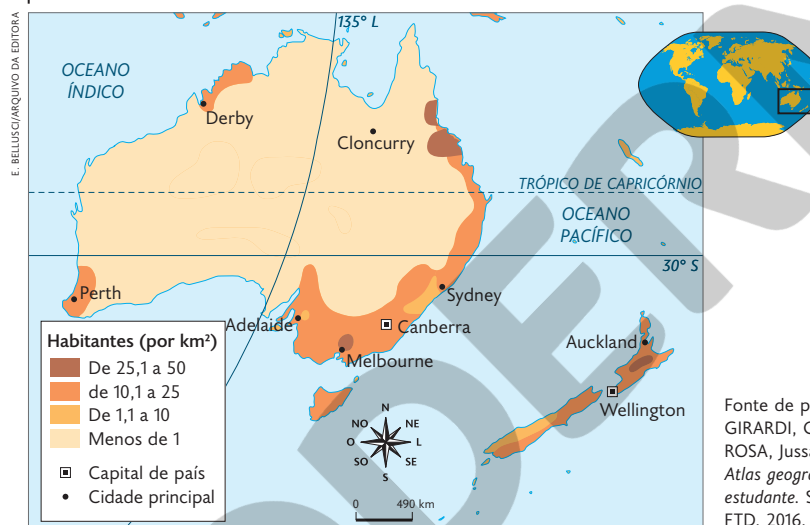 E. BELLUSCI/ARQUIVO DA EDITORA
135° L
OCEANO
ÍNDICO
Derby
Cloncurry
TRÓPICO DE CAPRICÓRNIO
OCEANO
PACÍFICO
30° S
Perth
Sydney
Adelaide
Canberra
Melbourne
Auckland
Wellington
Habitantes (por km²)
De 25,1 a 50
de 10,1 a 25
De 1,1 a 10
Menos de 1
Capital de país
Cidade principal
N
NO NE
O L
SO SE
S
0 490 km
Fonte de p
GIRARDI, G
ROSA, Juss
Atlas geogr
estudante. S
FTD, 2016.